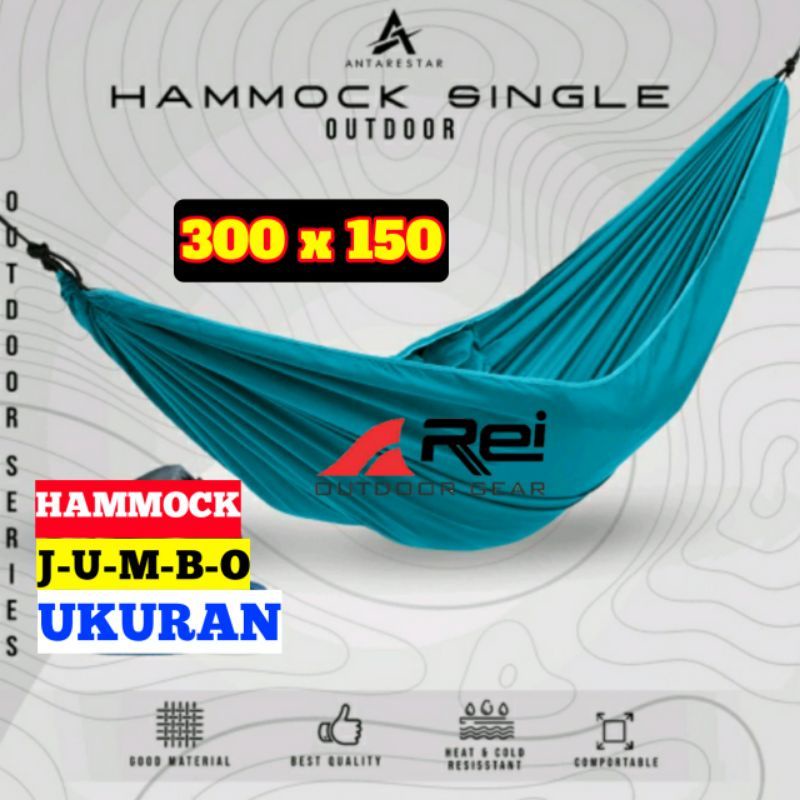 ANTARESTAR
HAMMOCK SINGLE
OUTDOOR
OUTDOOR SERIES
300 x 150
Rei
OUTDOOR GEAR
HAMMOCK
J-U-M-B-O
UKURAN
GOOD MATERIAL
BEST QUALITY
HEAT & COLD
RESISSTANT
COMPORTABLE